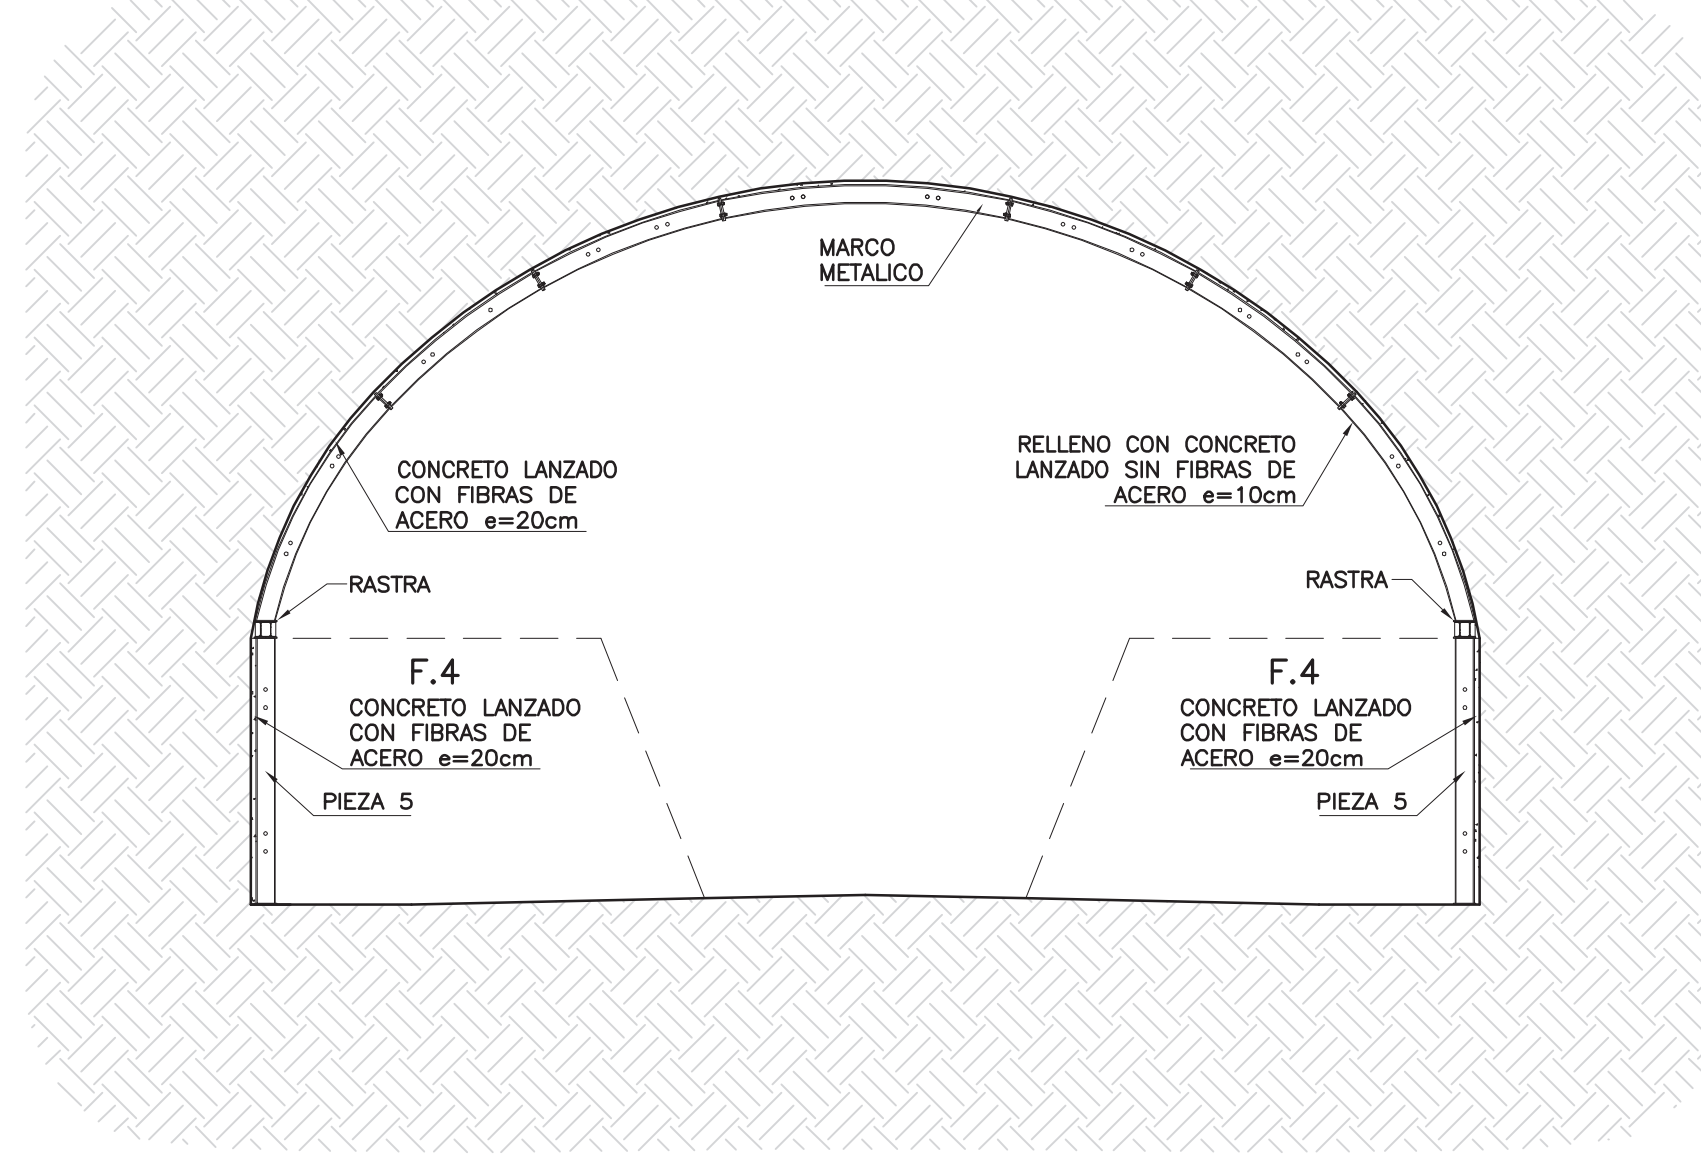 MARCO
METALICO
CONCRETO LANZADO
CON FIBRAS DE
ACERO e=20cm
RELLENO CON CONCRETO
LANZADO SIN FIBRAS DE
ACERO e=10cm
RASTRA
RASTRA
F.4
CONCRETO LANZADO
CON FIBRAS DE
ACERO e=20cm
PIEZA 5
F.4
CONCRETO LANZADO
CON FIBRAS DE
ACERO e=20cm
PIEZA 5